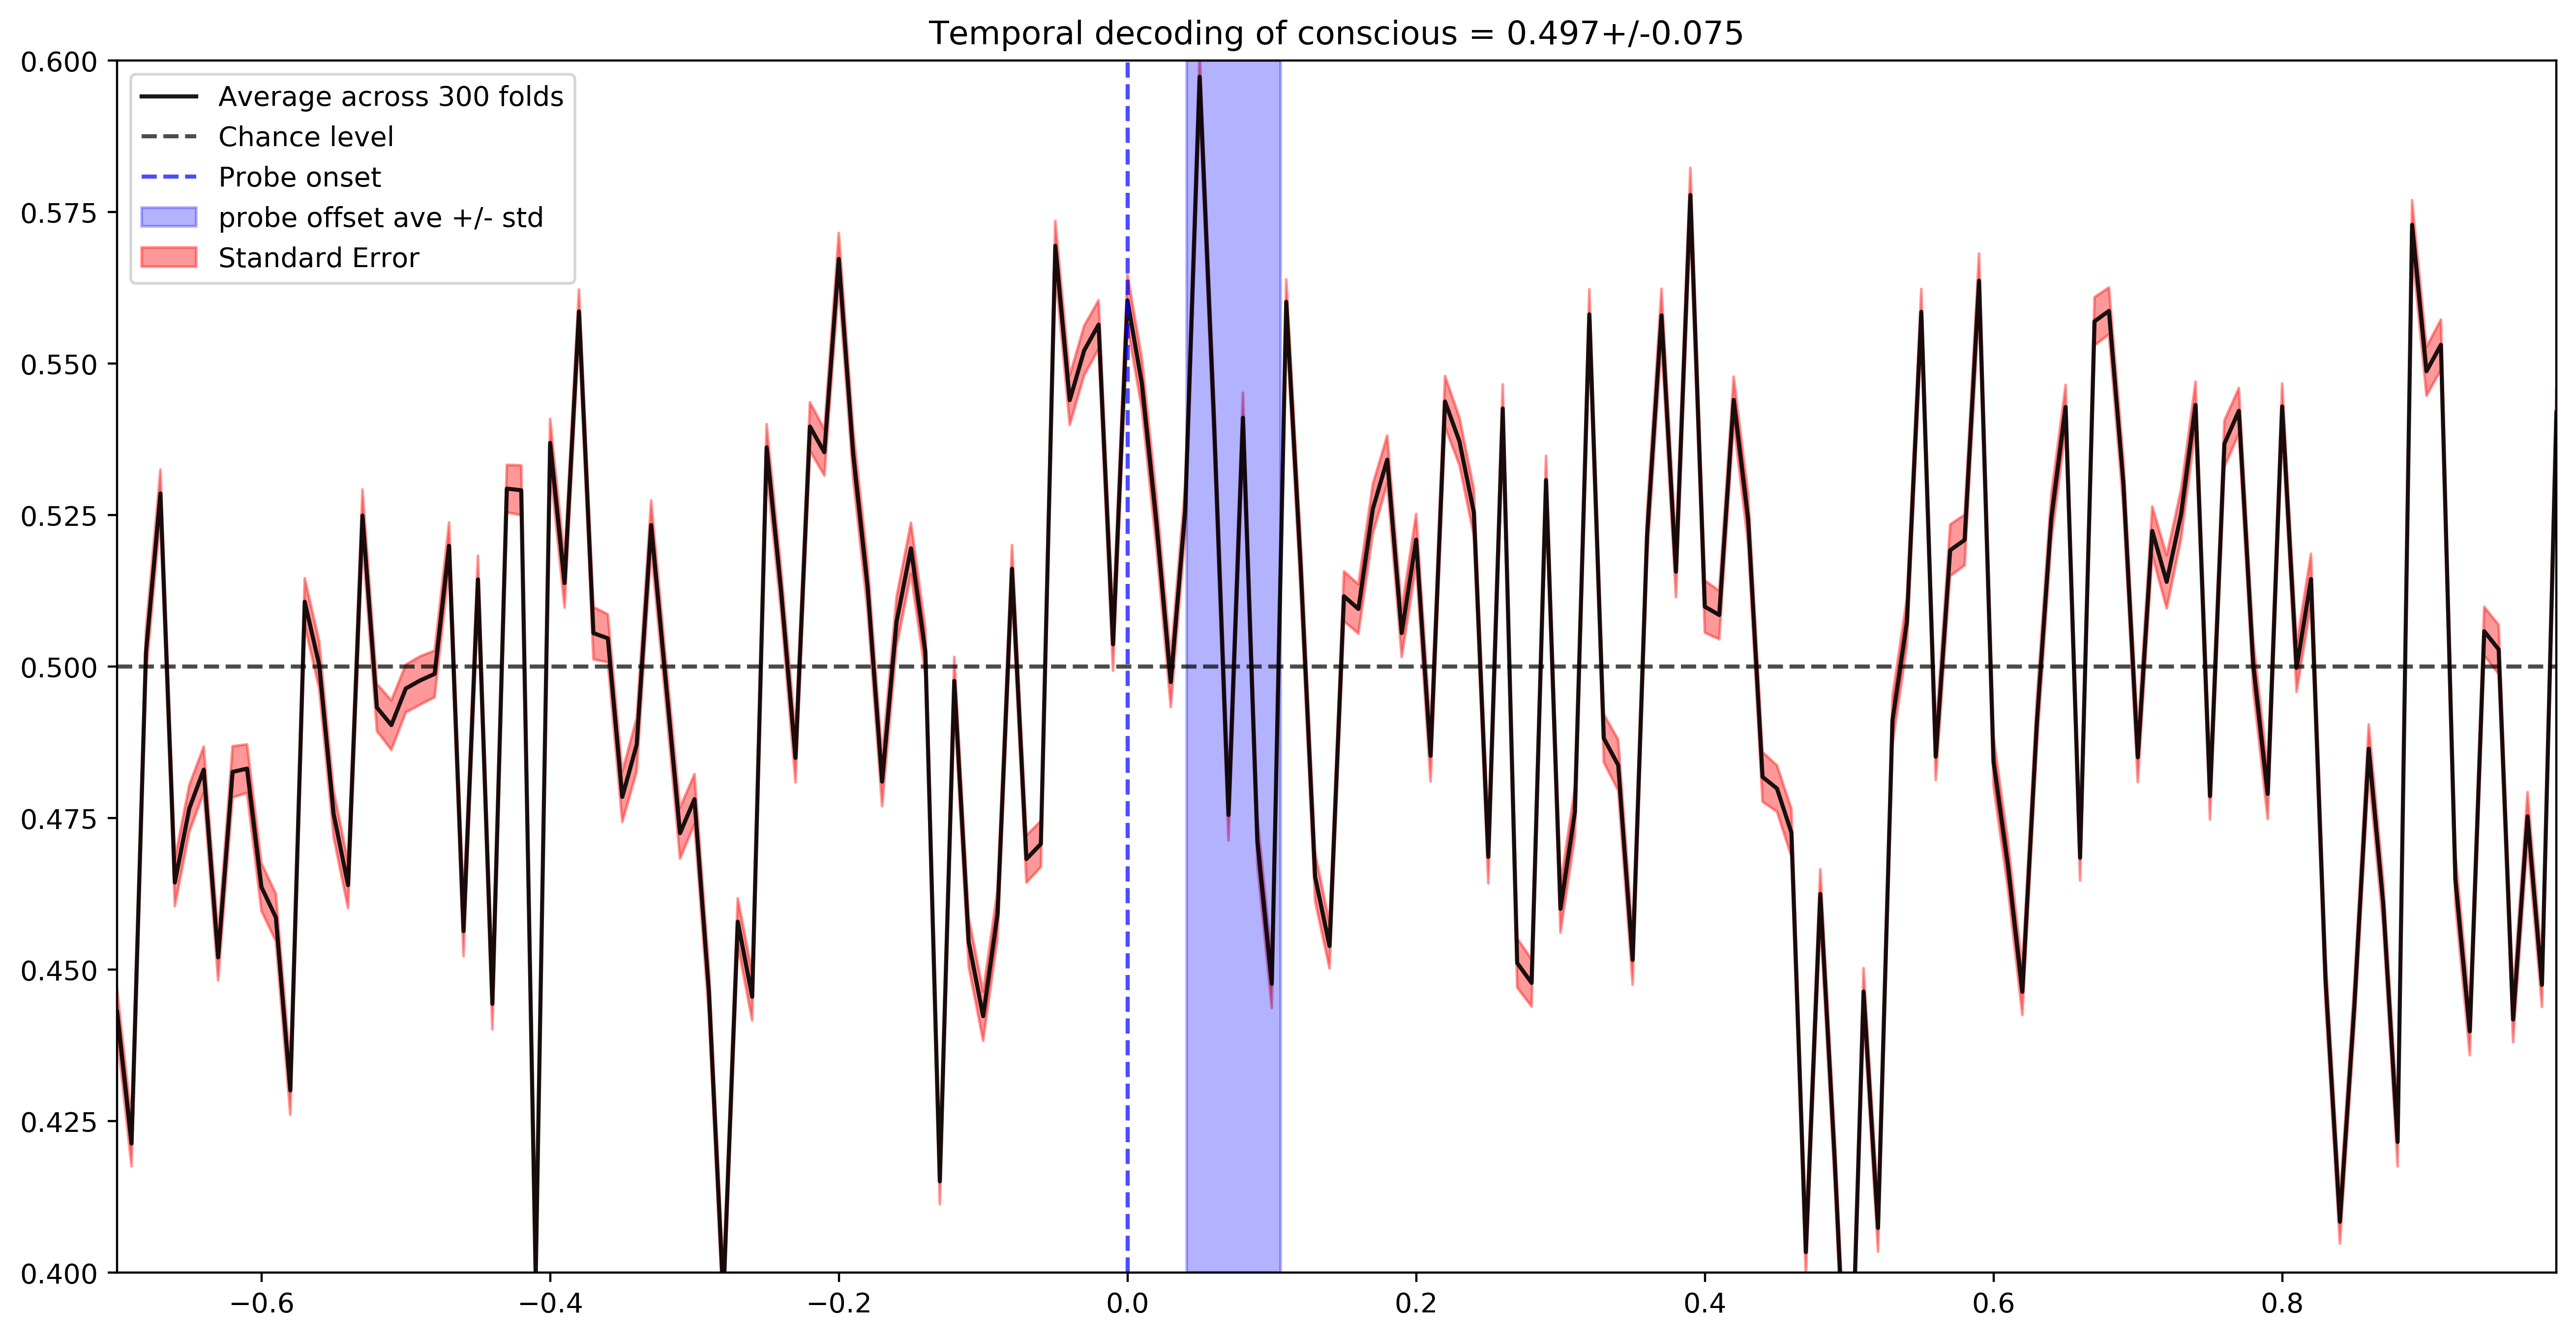 Temporal decoding of conscious = 0.497+/-0.075
0.600
0.575
0.550
0.525
0.500
0.475
0.450
0.425
0.400
Average across 300 folds
Chance level
Probe onset
probe offset ave +/- std
Standard Error
−0.6 −0.4 −0.2 0.0 0.2 0.4 0.6 0.8